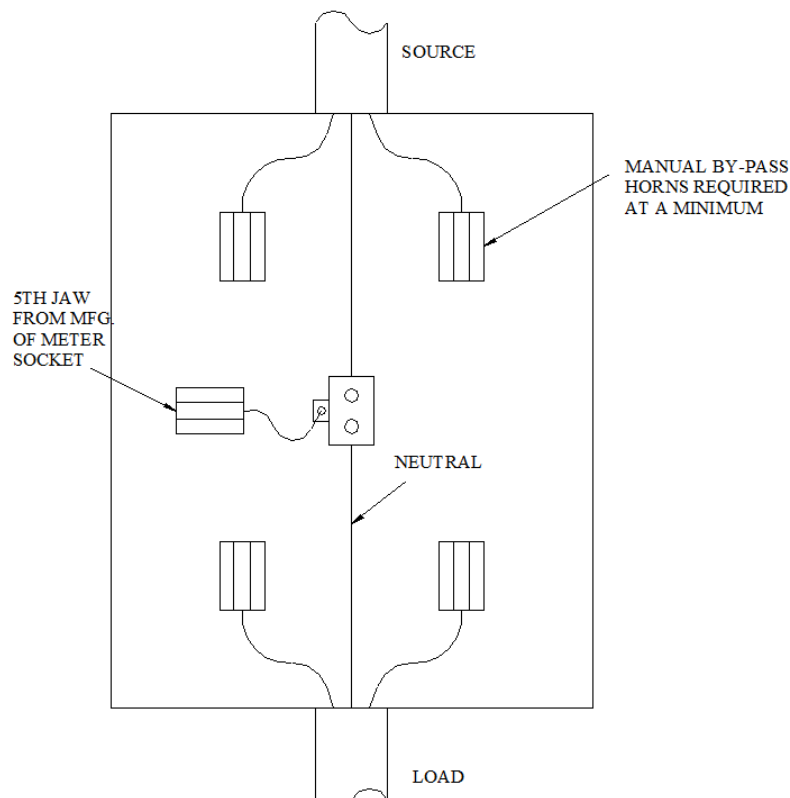 SOURCE
MANUAL BY-PASS
HORNS REQUIRED
AT A MINIMUM
5TH JAW
FROM MFG.
OF METER
SOCKET
NEUTRAL
LOAD